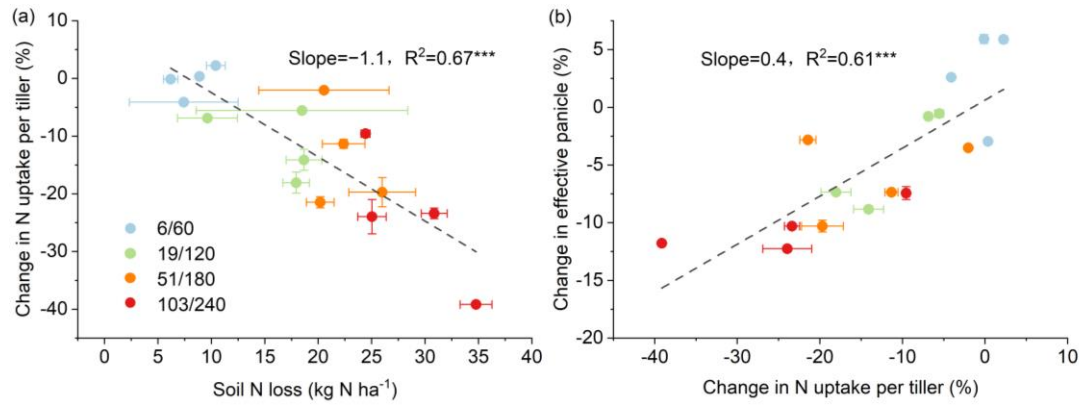 (a)
Change in N uptake per tiller (%)
10
0
-10
-20
-30
-40
Slope=−1.1，R²=0.67***
6/60
19/120
51/180
103/240
0 5 10 15 20 25 30 35 40
Soil N loss (kg N ha⁻¹)
(b)
Change in effective panicle (%)
5
0
-5
-10
-15
-20
Slope=0.4，R²=0.61***
-40 -30 -20 -10 0 10
Change in N uptake per tiller (%)